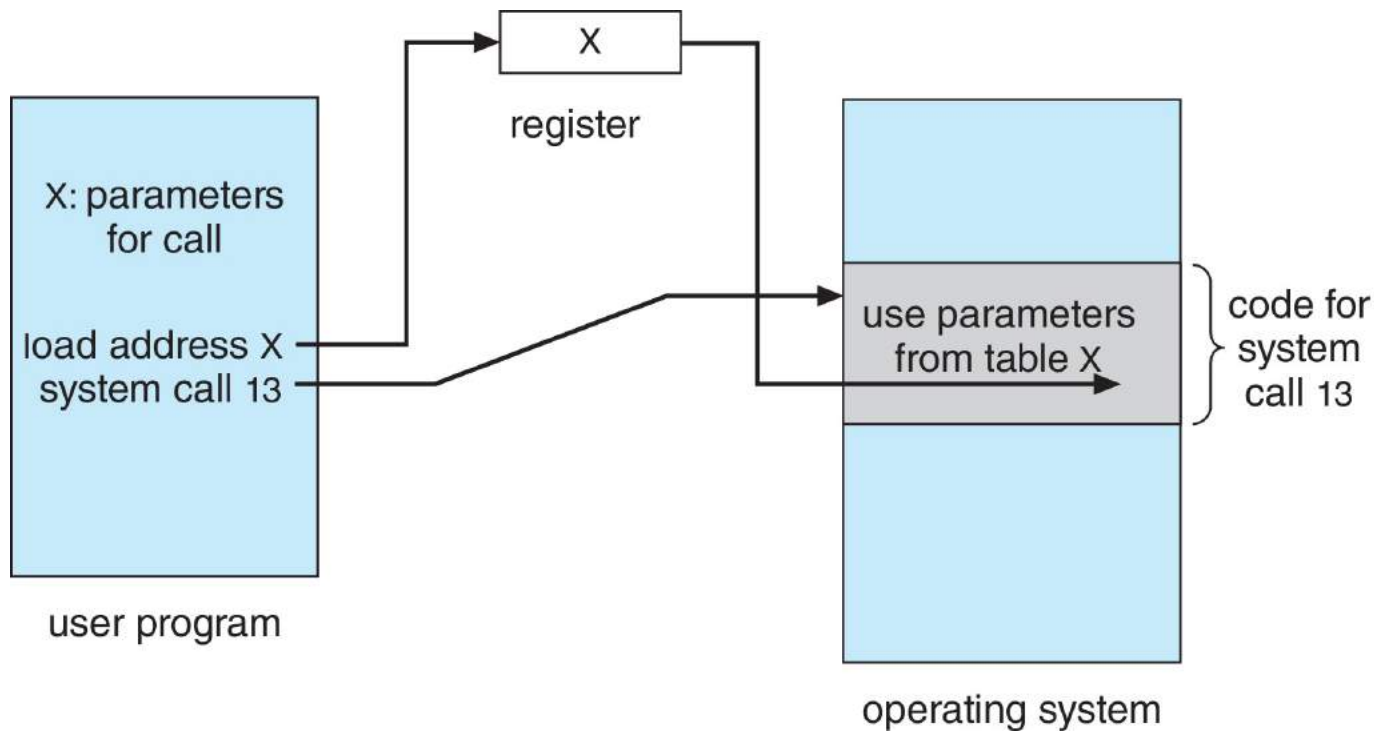 X
register
X: parameters
for call
load address X
system call 13
use parameters
from table X
code for
system
call 13
user program
operating system